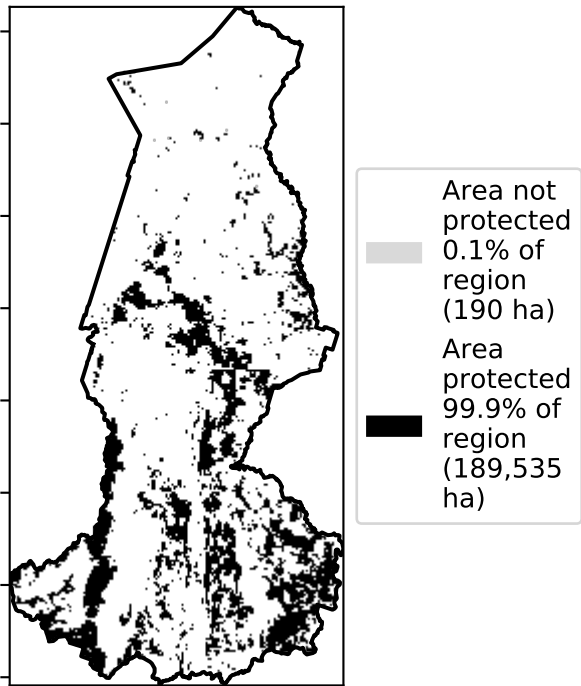 Area not
protected
0.1% of
region
(190 ha)
Area
protected
99.9% of
region
(189,535
ha)